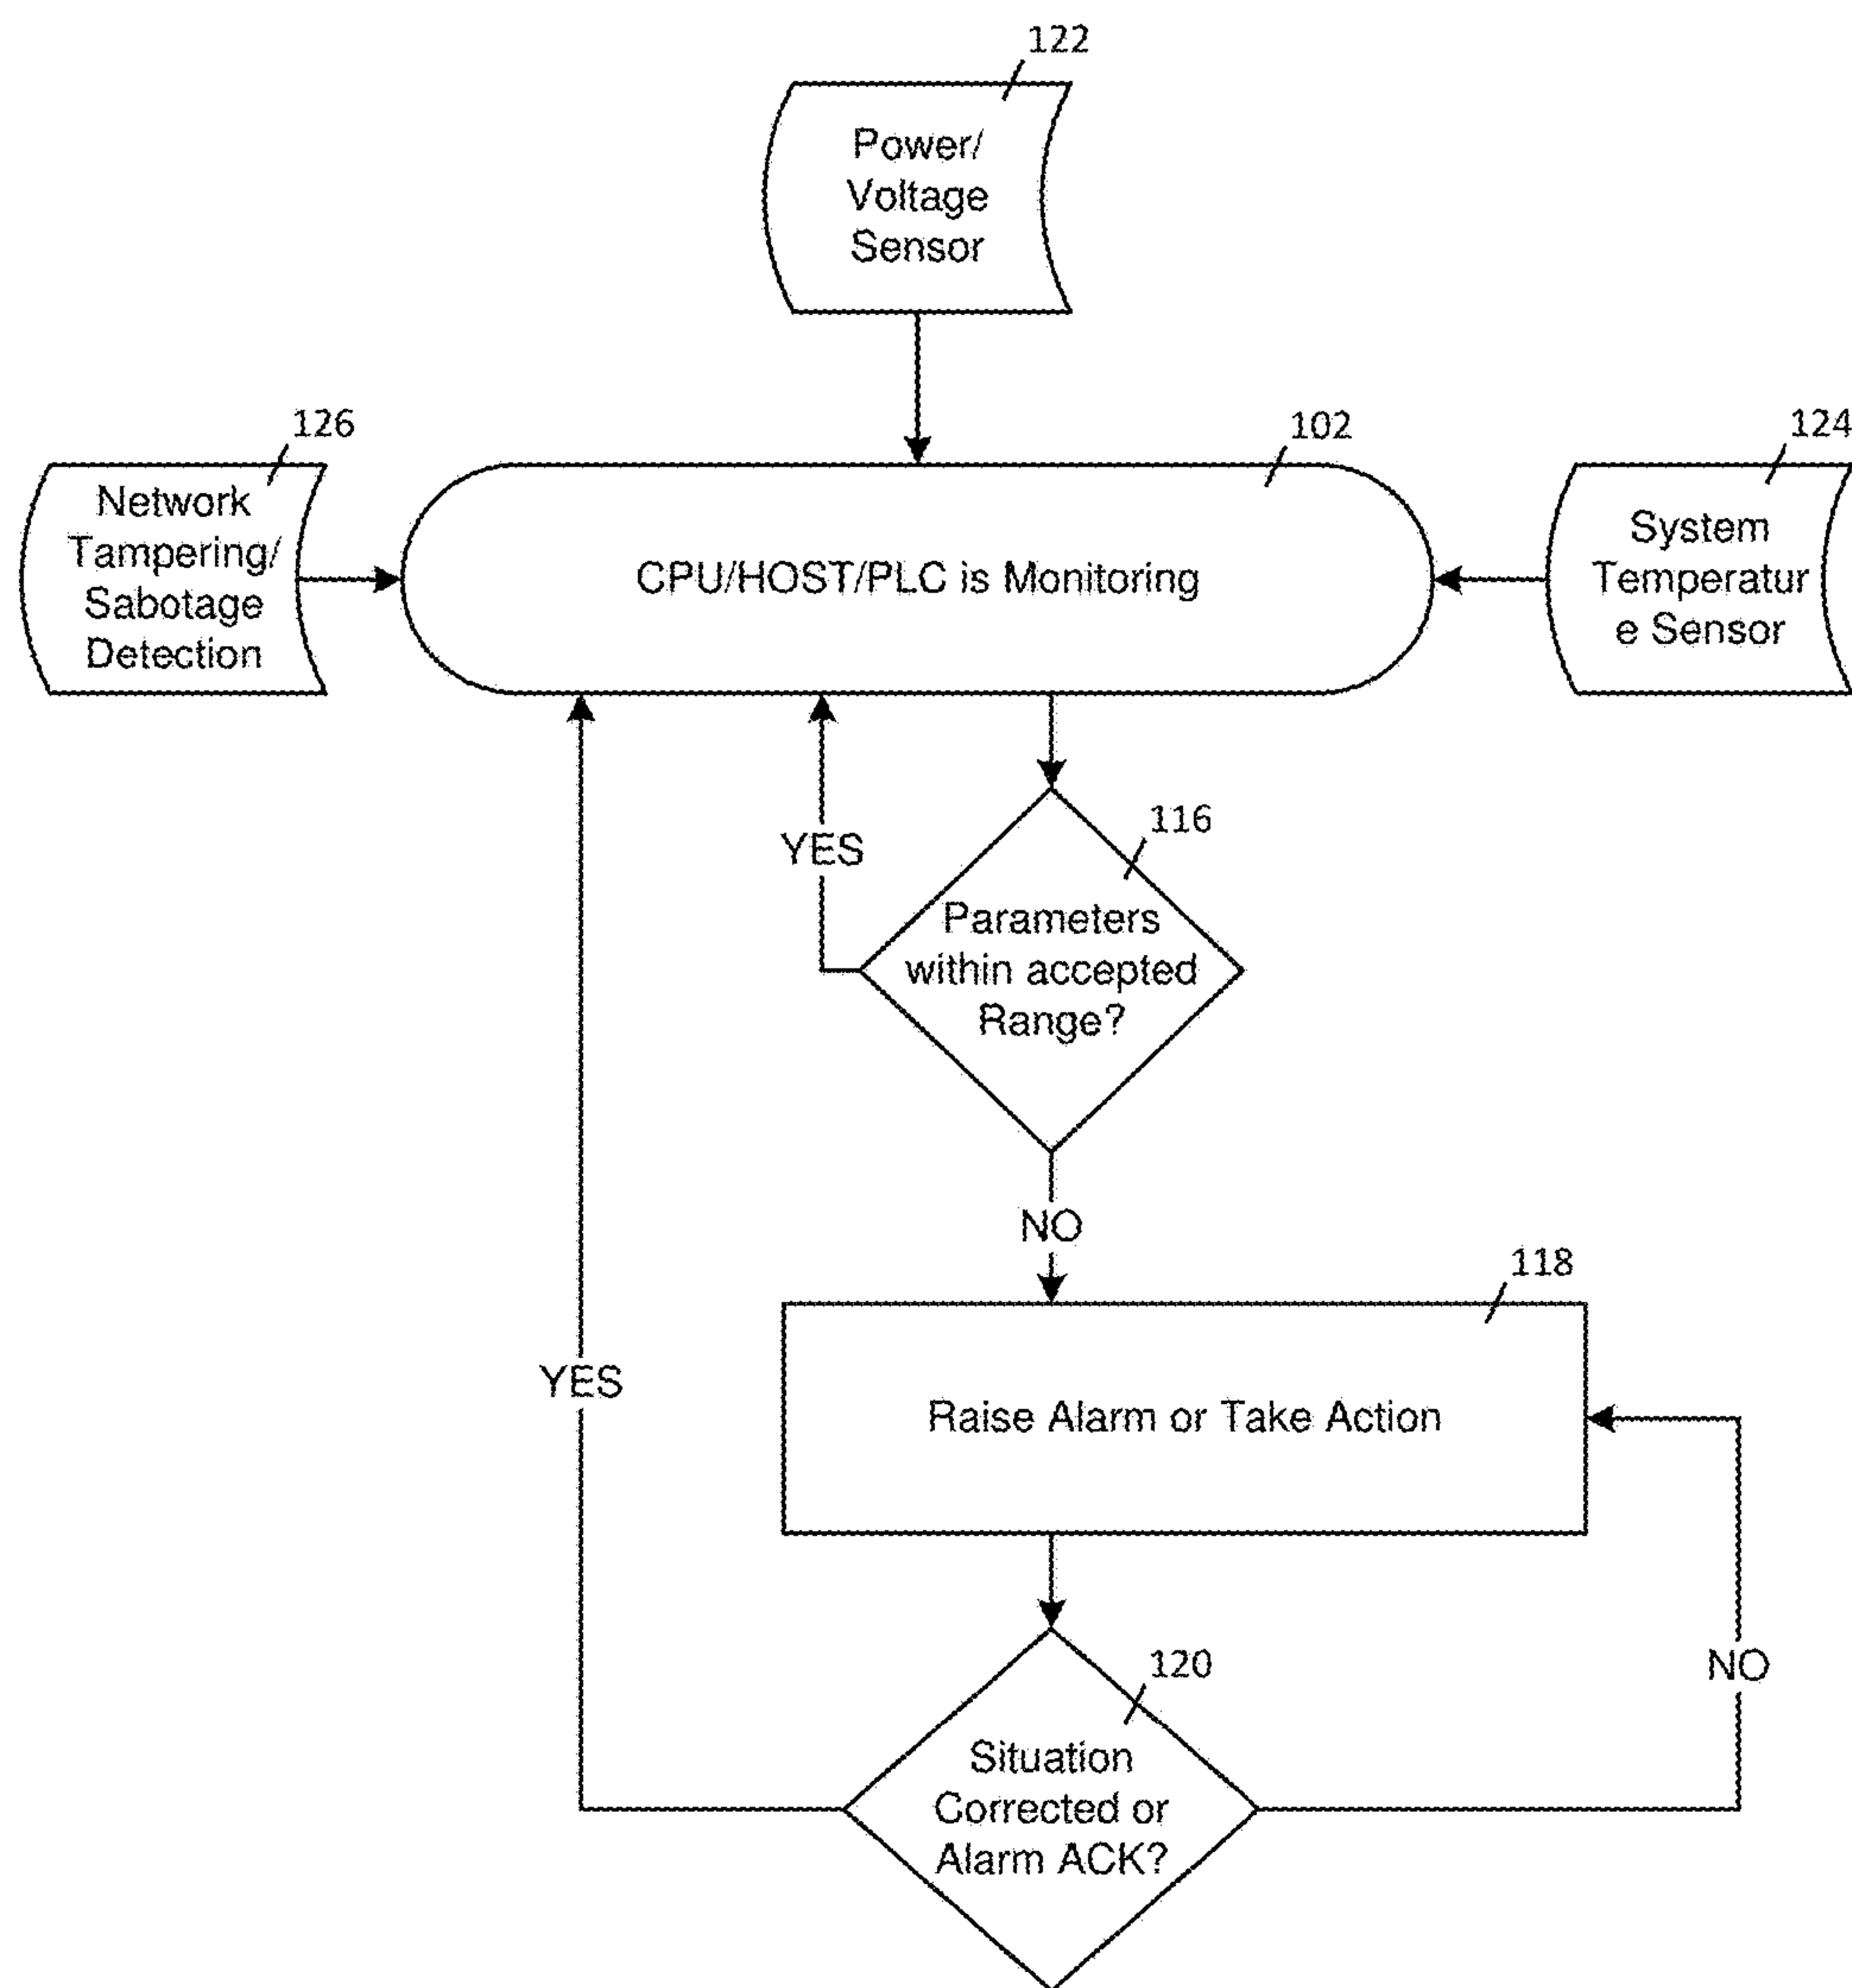 122
Power/
Voltage
Sensor
126
102
124
Network
Tampering/
Sabotage
Detection
CPU/HOST/PLC is Monitoring
System
Temperatur
e Sensor
116
YES
Parameters
within accepted
Range?
NO
118
YES
Raise Alarm or Take Action
120
NO
Situation
Corrected or
Alarm ACK?